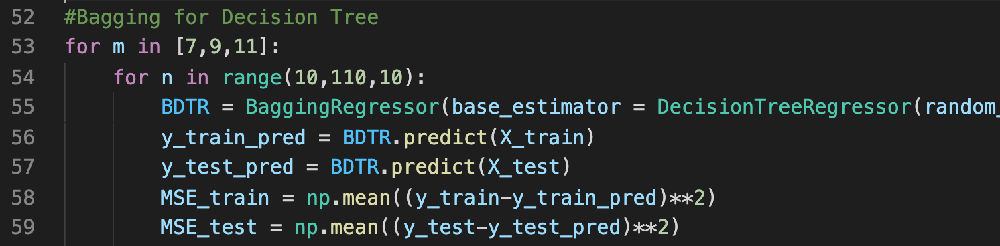 52 #Bagging for Decision Tree
53 for m in [7,9,11]:
54 for n in range(10,110,10):
55 BDTR = BaggingRegressor(base_estimator = DecisionTreeRegressor(random_
56 y_train_pred = BDTR.predict(X_train)
57 y_test_pred = BDTR.predict(X_test)
58 MSE_train = np.mean((y_train-y_train_pred)**2)
59 MSE_test = np.mean((y_test-y_test_pred)**2)